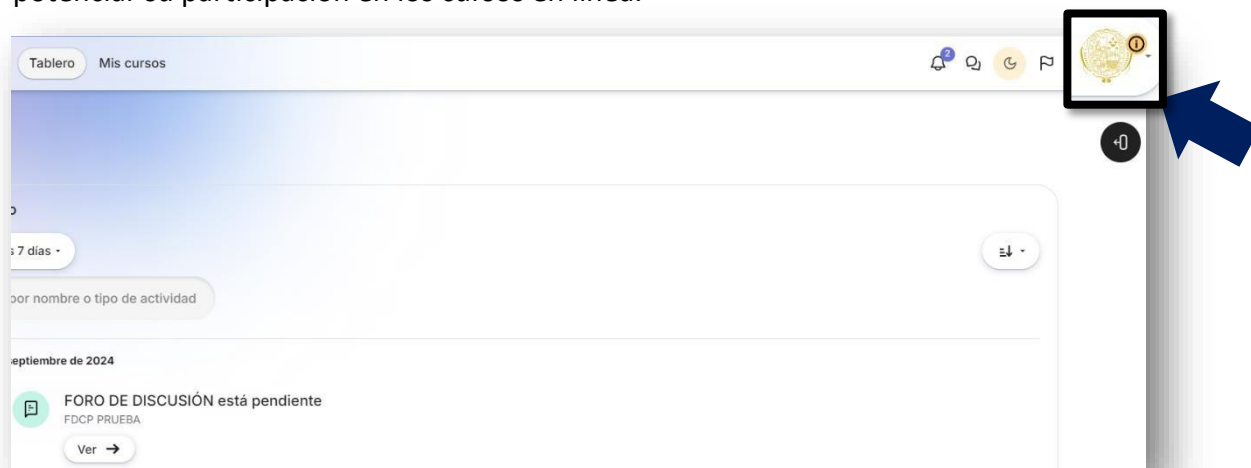 potenciar su participación en los cursos en línea.
Tablero Mis cursos
2
7 días
por nombre o tipo de actividad
septiembre de 2024
FORO DE DISCUSIÓN está pendiente
FDCP PRUEBA
Ver →